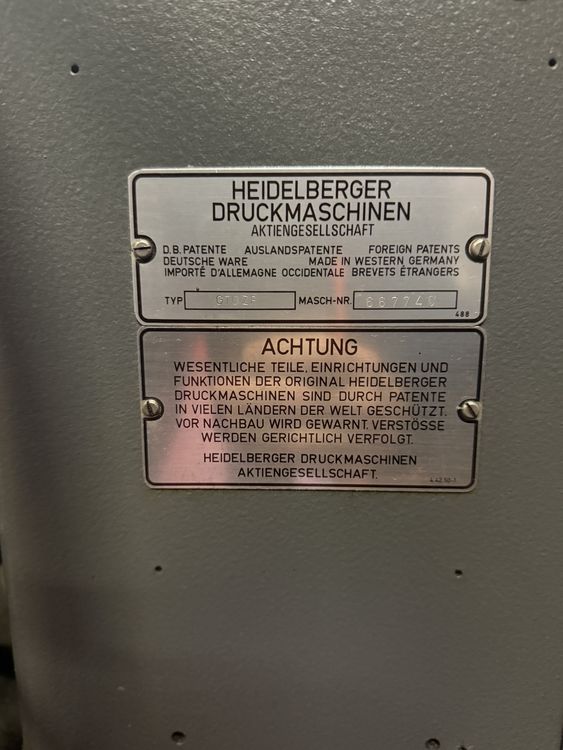 HEIDELBERGER
DRUCKMASCHINEN
AKTIENGESELLSCHAFT
D.B. PATENTE AUSLANDSPATENTE FOREIGN PATENTS
DEUTSCHE WARE MADE IN WESTERN GERMANY
IMPORTÉ D'ALLEMAGNE OCCIDENTALE BREVETS ÉTRANGERS
TYP MASCH-NR.
488
ACHTUNG
WESENTLICHE TEILE, EINRICHTUNGEN UND
FUNKTIONEN DER ORIGINAL HEIDELBERGER
DRUCKMASCHINEN SIND DURCH PATENTE
IN VIELEN LÄNDERN DER WELT GESCHÜTZT.
VOR NACHBAU WIRD GEWARNT. VERSTÖSSE
WERDEN GERICHTLICH VERFOLGT.
HEIDELBERGER DRUCKMASCHINEN
AKTIENGESELLSCHAFT.